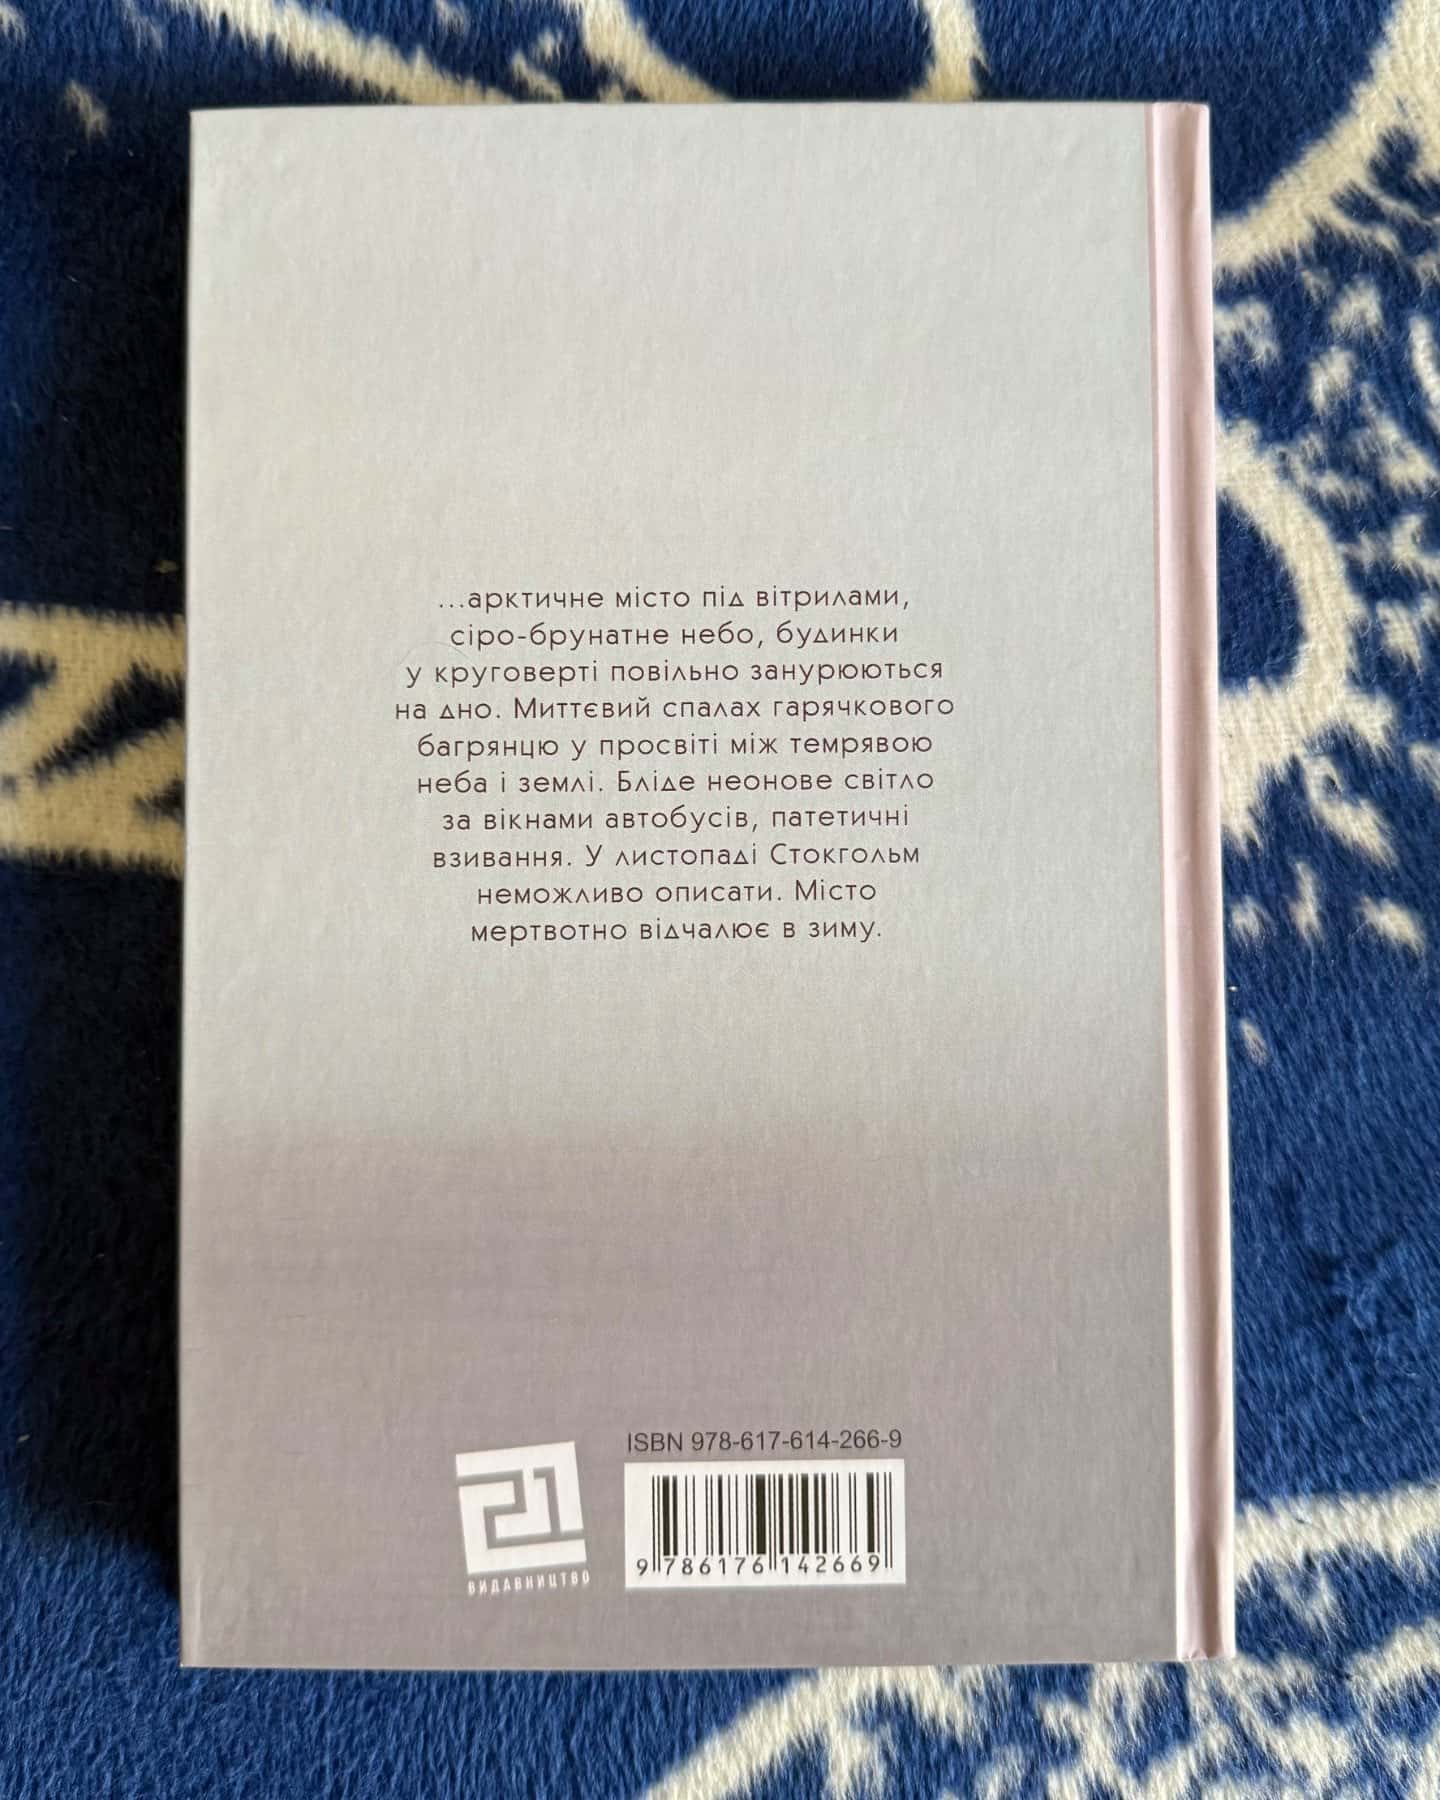 ...арктичне місто під вітрилами,
сіро-брунатне небо, будинки
у круговерті повільно занурюються
на дно. Миттєвий спалах гарячкового
багрянцю у просвіті між темрявою
неба і землі. Бліде неонове світло
за вікнами автобусів, патетичні
взивання. У листопаді Стокгольм
неможливо описати. Місто
мертвотно відчалює в зиму.
ISBN 978-617-614-266-9
21
ВИДАВНИЦТВО
9 786176 142669